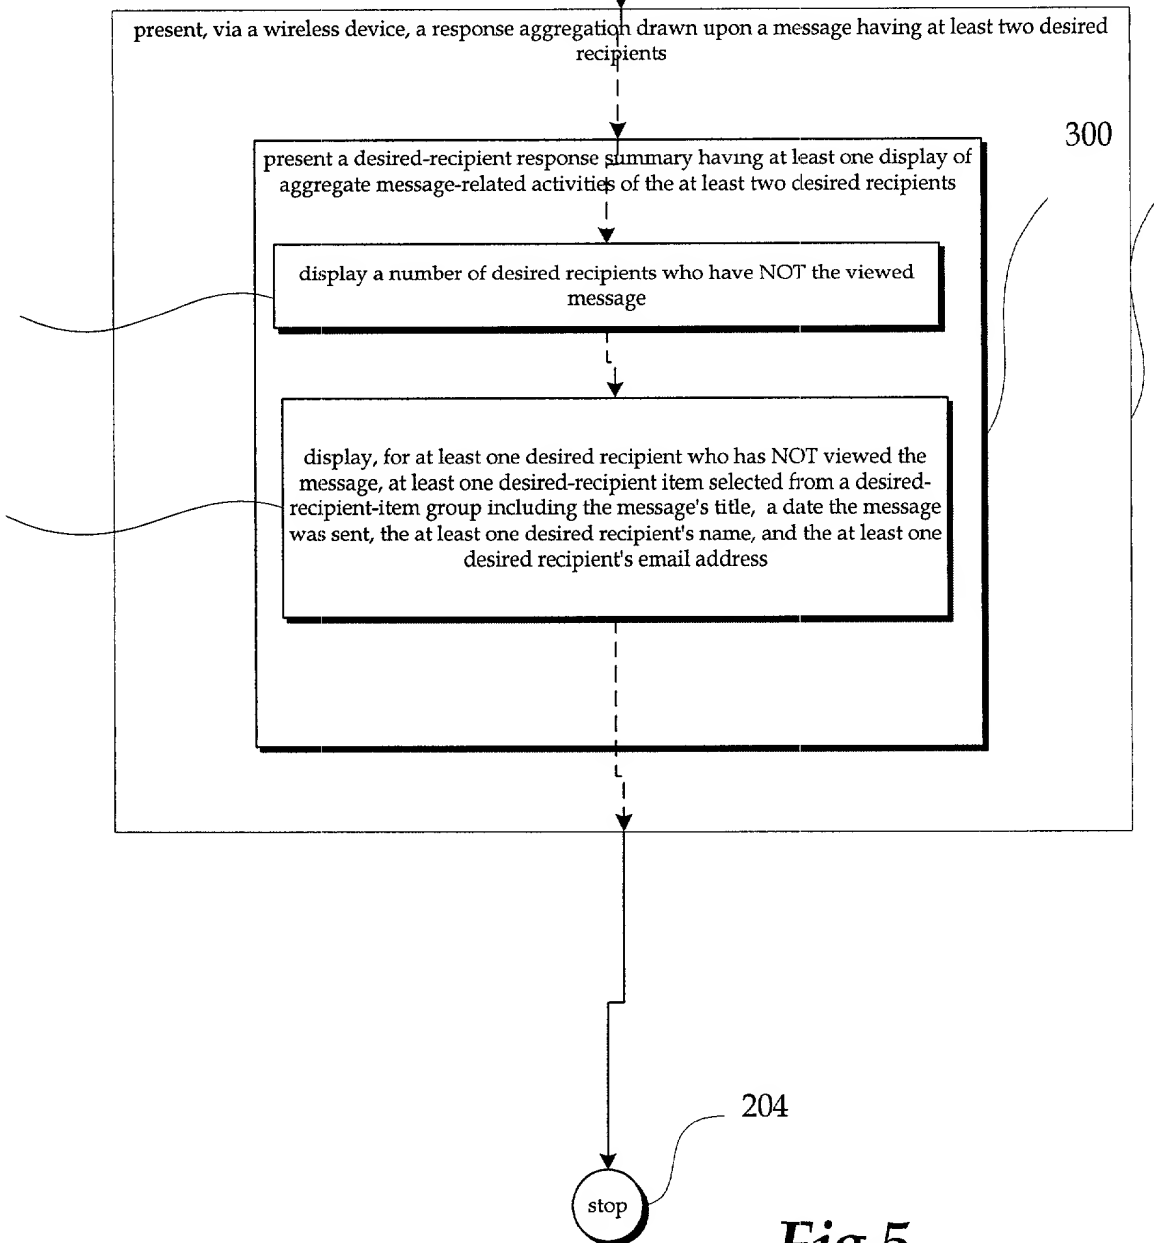 present, via a wireless device, a response aggregation drawn upon a message having at least two desired
recipients
300
present a desired-recipient response summary having at least one display of
aggregate message-related activities of the at least two desired recipients
display a number of desired recipients who have NOT the viewed
message
display, for at least one desired recipient who has NOT viewed the
message, at least one desired-recipient item selected from a desired-
recipient-item group including the message's title, a date the message
was sent, the at least one desired recipient's name, and the at least one
desired recipient's email address
204
stop
Fig 5